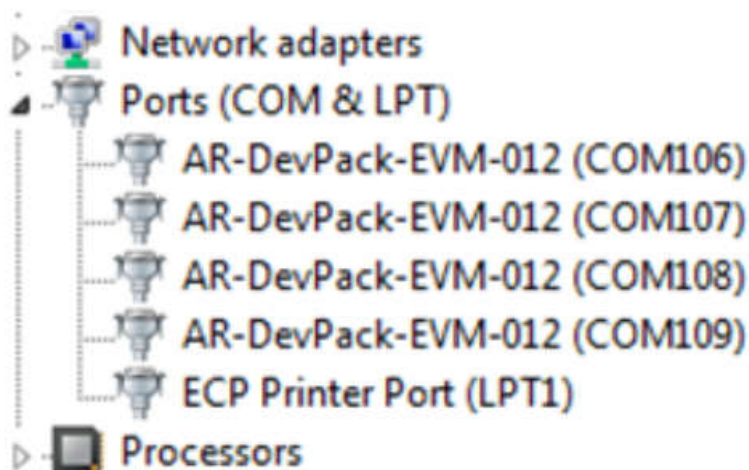 Network adapters
Ports (COM & LPT)
AR-DevPack-EVM-012 (COM106)
AR-DevPack-EVM-012 (COM107)
AR-DevPack-EVM-012 (COM108)
AR-DevPack-EVM-012 (COM109)
ECP Printer Port (LPT1)
Processors